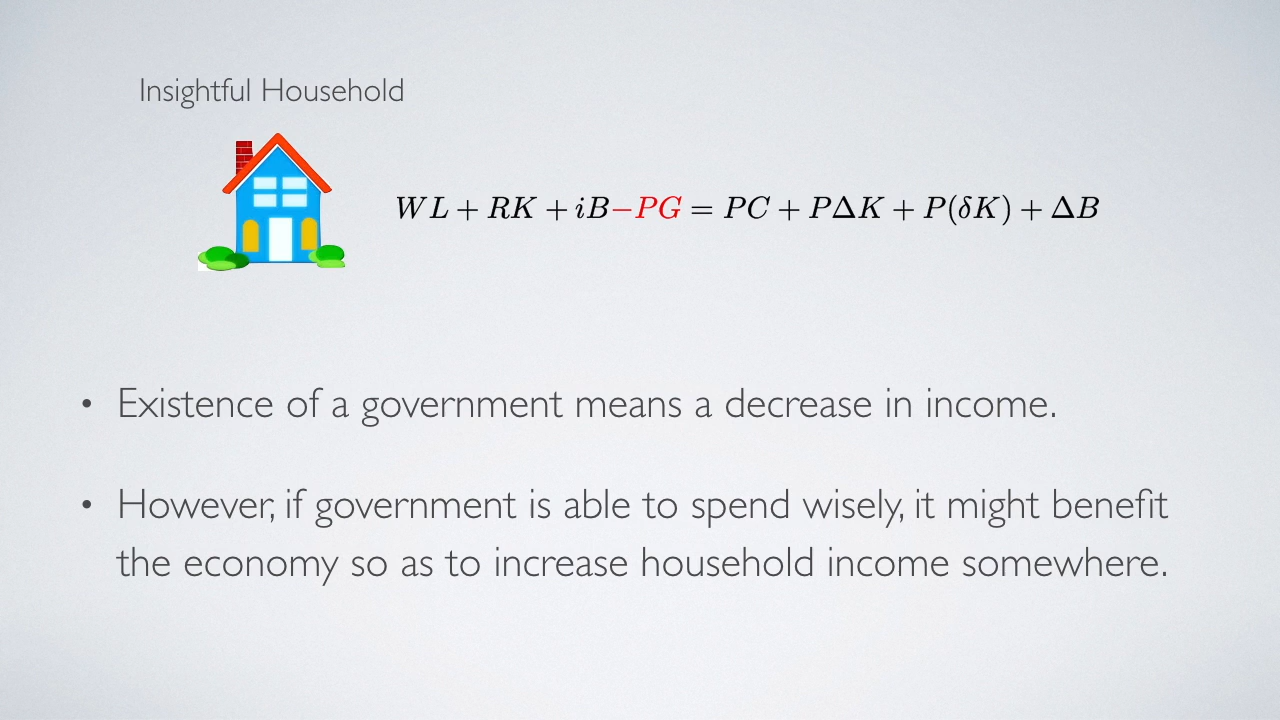 Insightful Household
WL + RK + iB−PG = PC + PΔK + P(δK) + ΔB
• Existence of a government means a decrease in income.
• However, if government is able to spend wisely, it might benefit
the economy so as to increase household income somewhere.